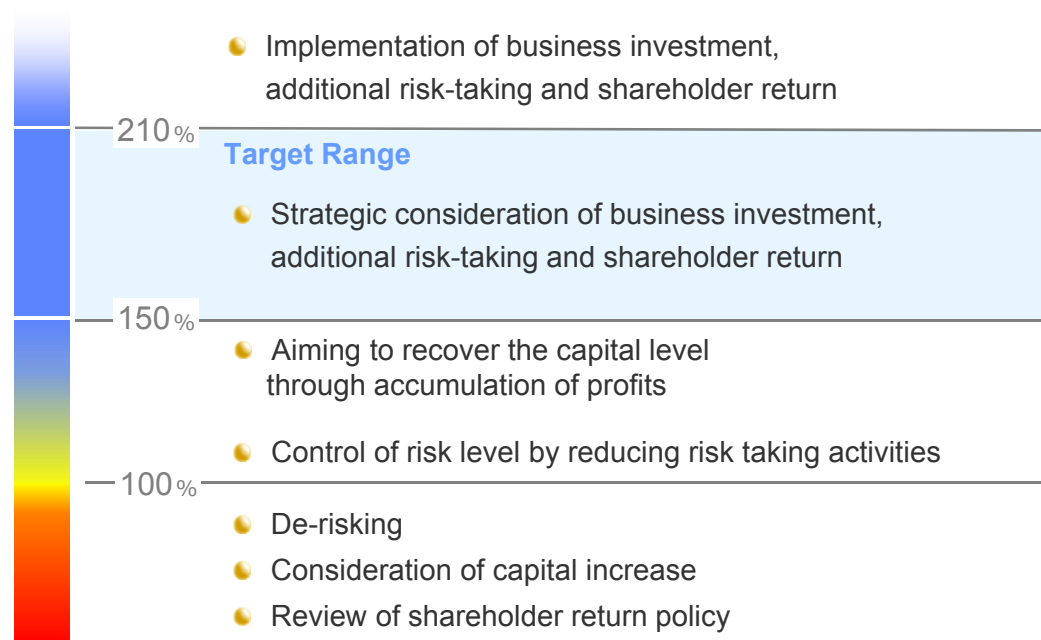 Implementation of business investment,
additional risk-taking and shareholder return
210%
Target Range
Strategic consideration of business investment,
additional risk-taking and shareholder return
150%
Aiming to recover the capital level
through accumulation of profits
Control of risk level by reducing risk taking activities
100%
De-risking
Consideration of capital increase
Review of shareholder return policy